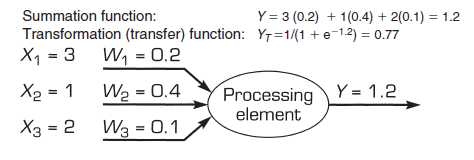 Summation function: Y = 3 (0.2) + 1(0.4) + 2(0.1) = 1.2
Transformation (transfer) function: Y_T=1/(1 + e^-1.2) = 0.77
X₁ = 3 W₁ = 0.2
X₂ = 1 W₂ = 0.4 Processing Y = 1.2
element
X₃ = 2 W₃ = 0.1